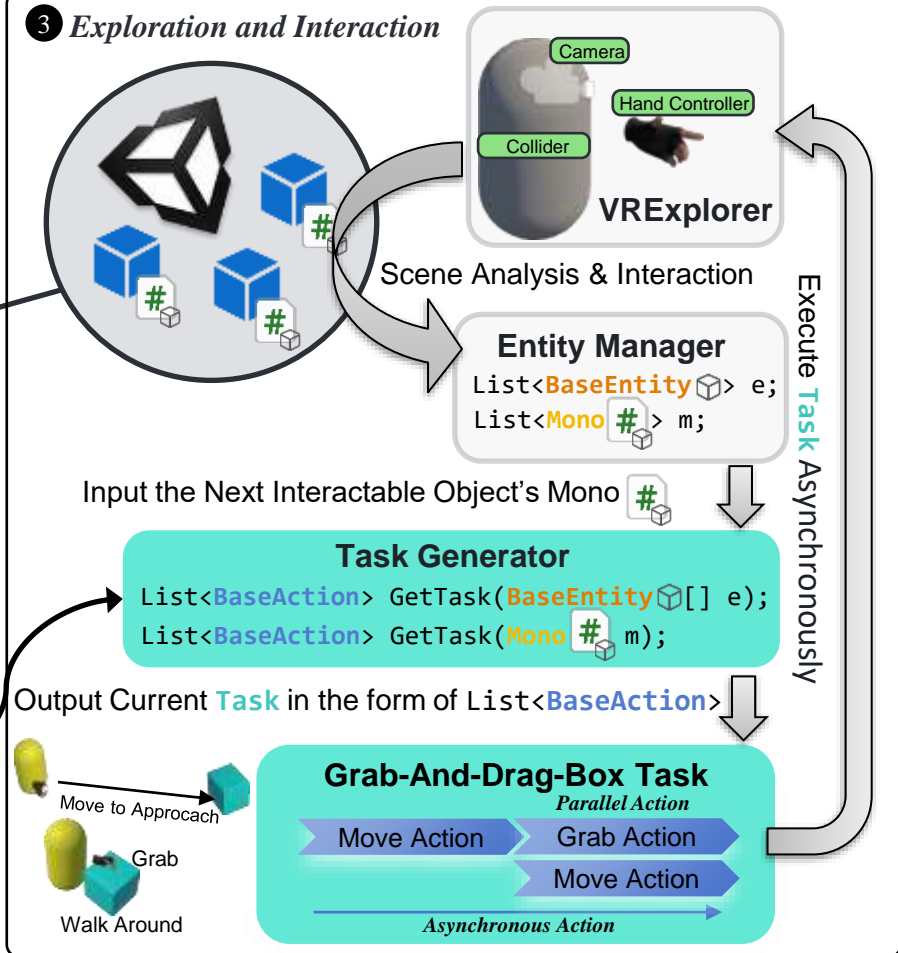 3 Exploration and Interaction
Camera
Hand Controller
Collider
VRExplorer
Scene Analysis & Interaction
Entity Manager
List<BaseEntity> e;
List<Mono #> m;
Execute Task Asynchronously
Input the Next Interactable Object's Mono #
Task Generator
List<BaseAction> GetTask(BaseEntity[] e);
List<BaseAction> GetTask(Mono # m);
Output Current Task in the form of List<BaseAction>
Move to Approcach
Grab
Walk Around
Grab-And-Drag-Box Task
Parallel Action
Move Action
Grab Action
Move Action
Asynchronous Action
#
#
#